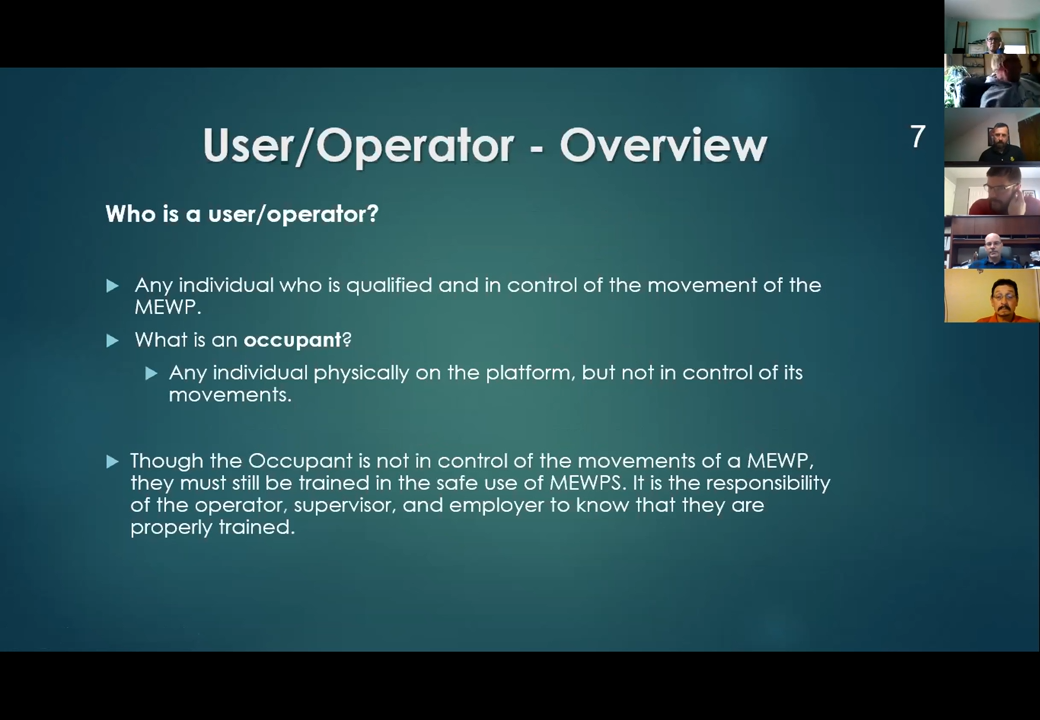 User/Operator - Overview
7
Who is a user/operator?
Any individual who is qualified and in control of the movement of the
MEWP.
What is an occupant?
Any individual physically on the platform, but not in control of its
movements.
Though the Occupant is not in control of the movements of a MEWP,
they must still be trained in the safe use of MEWPS. It is the responsibility
of the operator, supervisor, and employer to know that they are
properly trained.